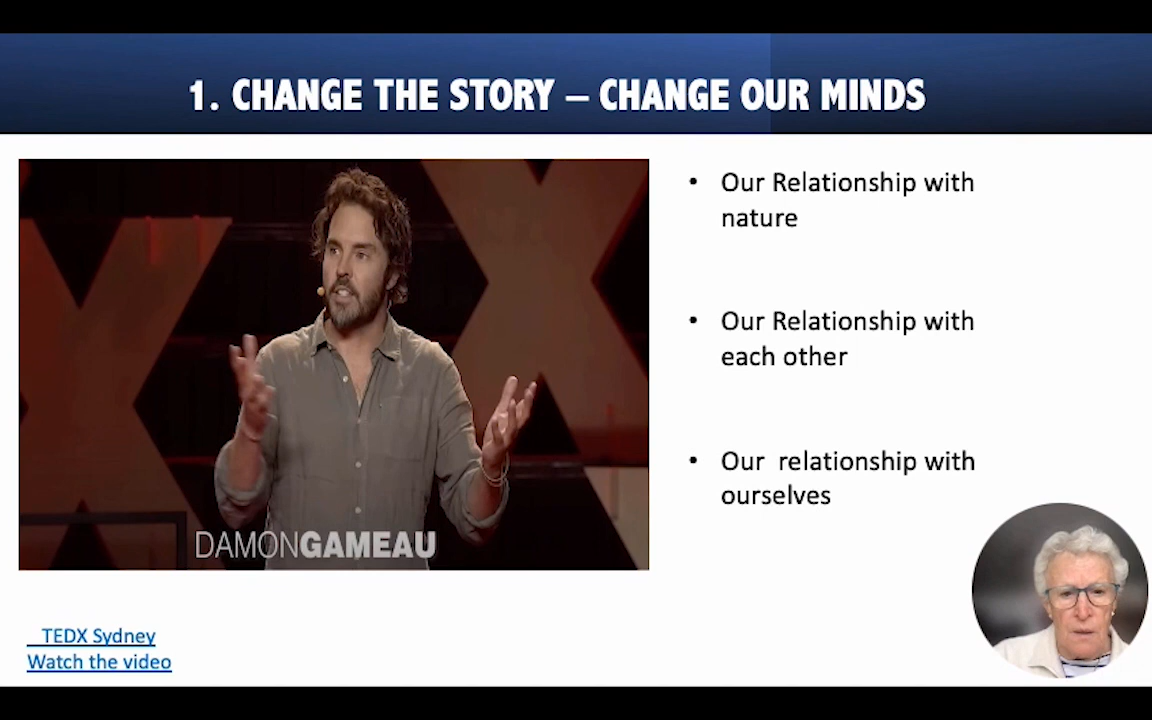 1. CHANGE THE STORY – CHANGE OUR MINDS
• Our Relationship with
nature
• Our Relationship with
each other
• Our  relationship with
ourselves
DAMONGAMEAU
TEDX Sydney
Watch the video